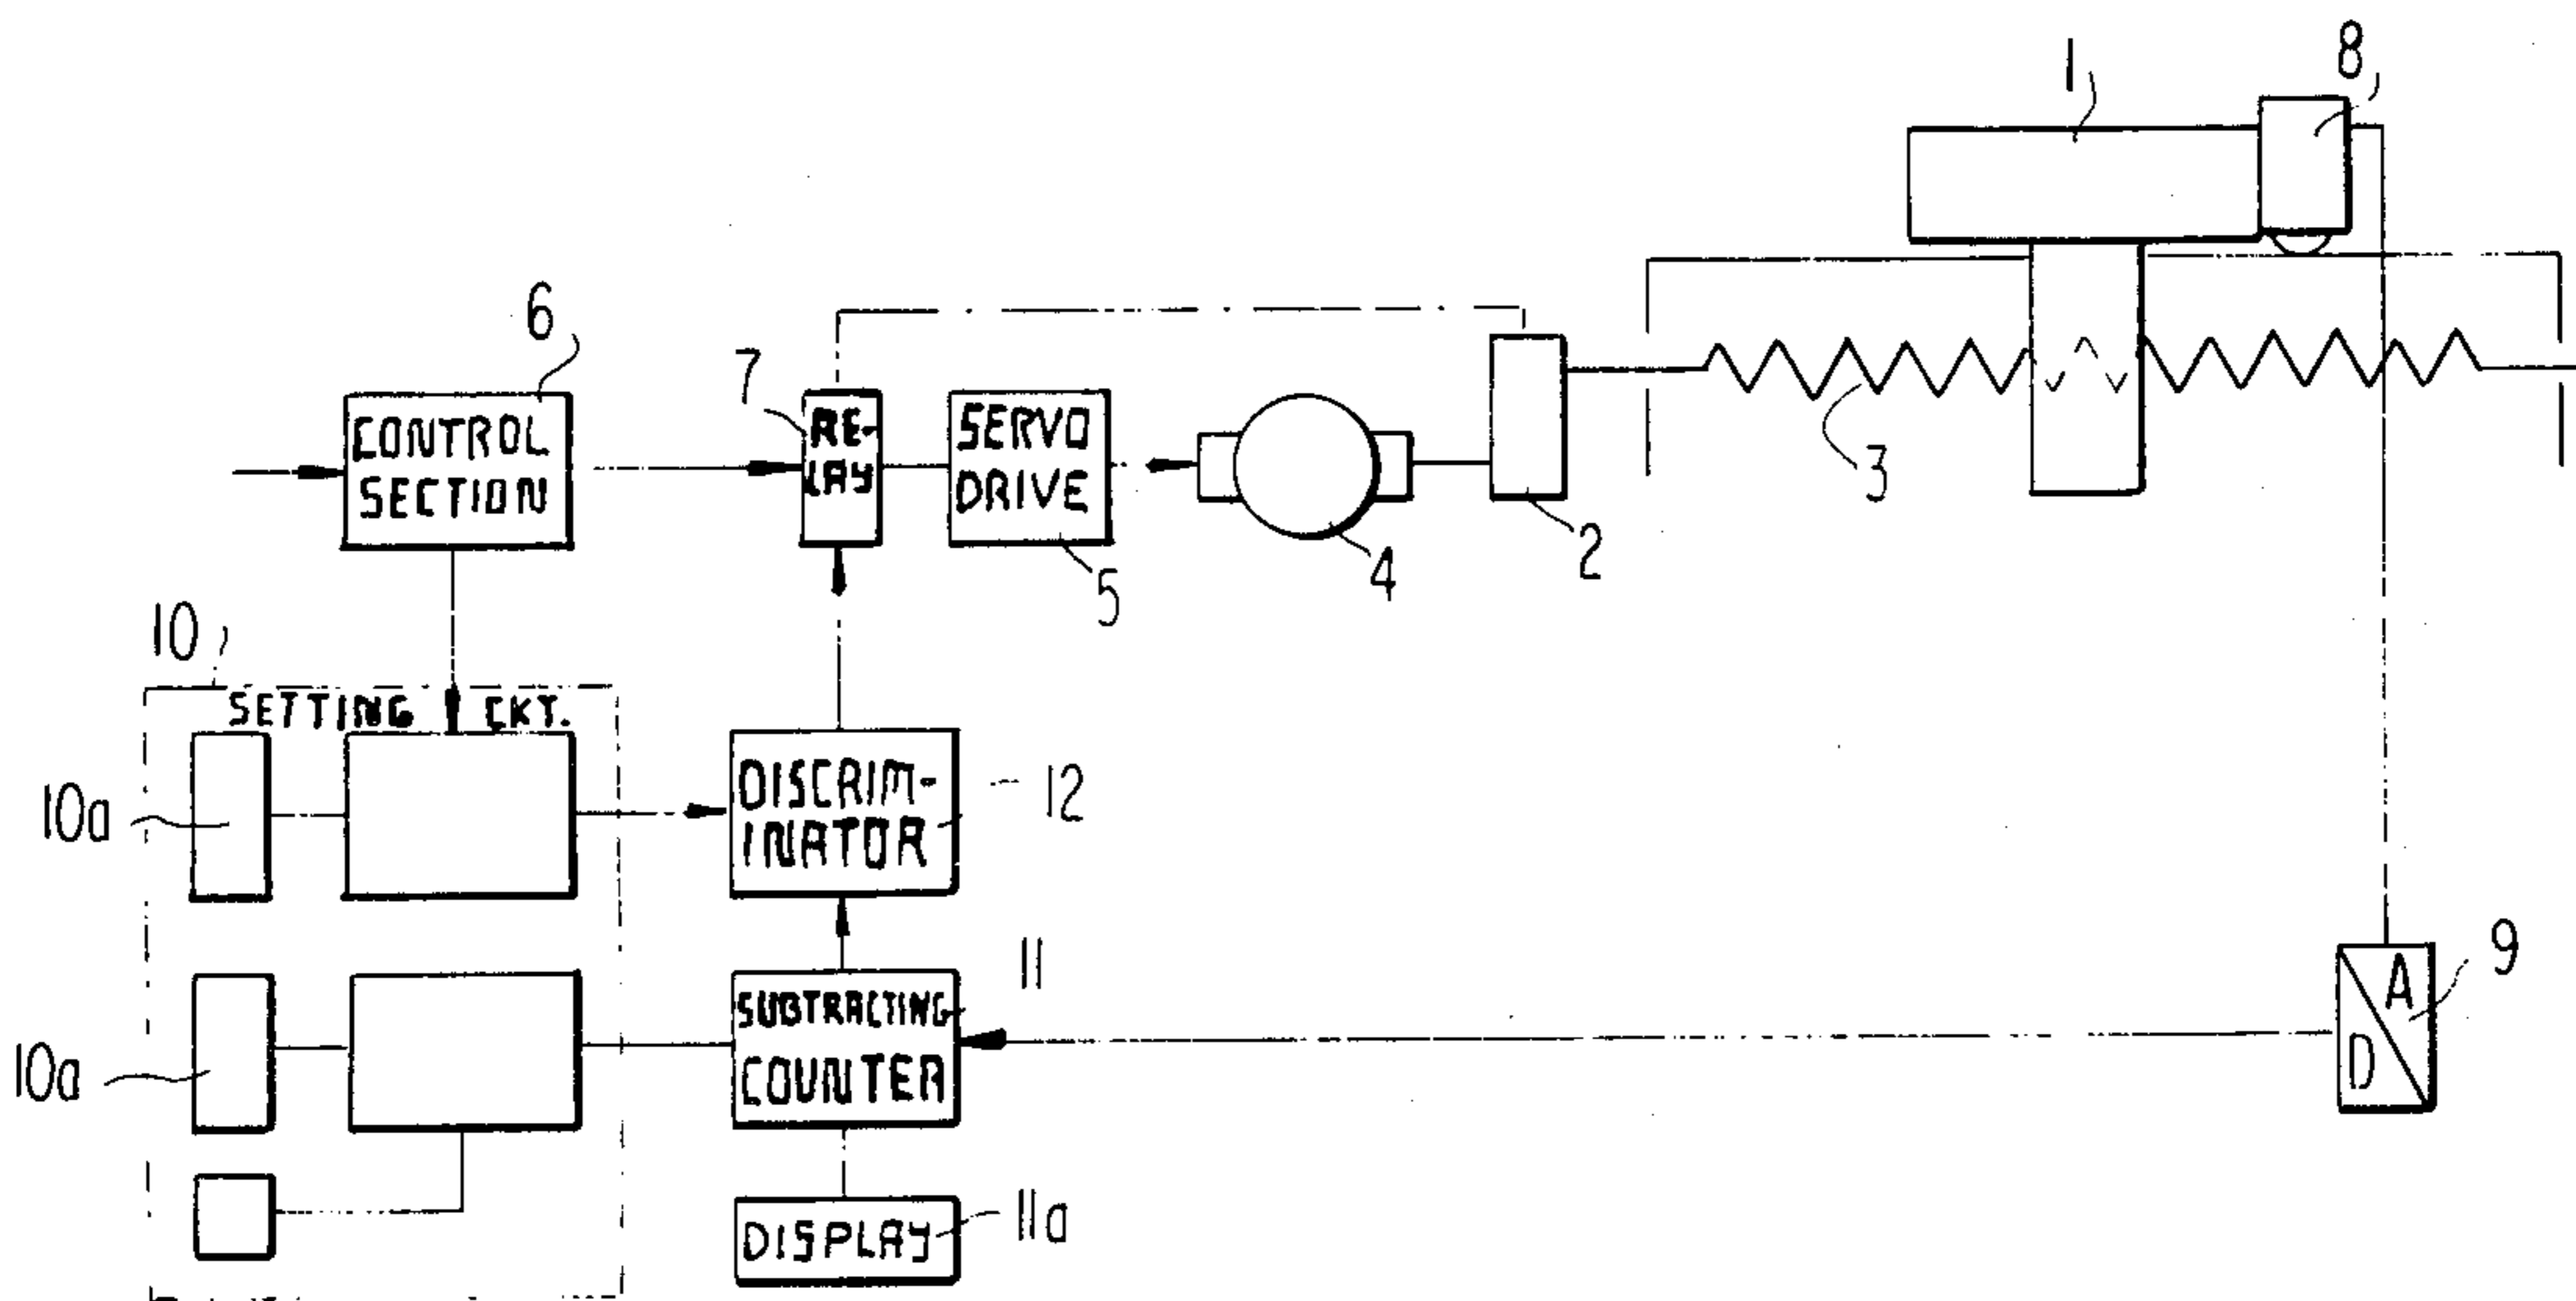 1
8
6
7
CONTROL
SECTION
RE-
LAY
SERVO
DRIVE
3
2
4
5
10
SETTING CKT.
10a
DISCRIM-
INATOR
12
A
D
9
11
SUBTRACTING
COUNTER
10a
DISPLAY
11a